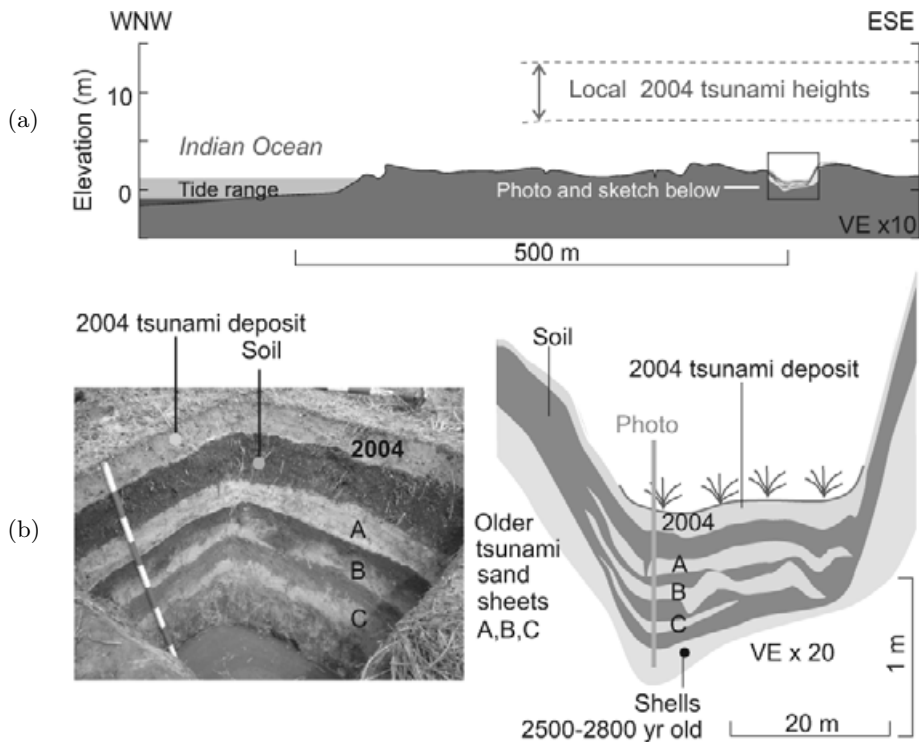 WNW
ESE
(a)
Elevation (m)
10
0
Local 2004 tsunami heights
Indian Ocean
Tide range
Photo and sketch below
VE x10
500 m
(b)
2004 tsunami deposit
Soil
2004
A
B
C
Soil
2004 tsunami deposit
Photo
2004
Older
tsunami
sand
sheets
A,B,C
A
B
C
VE x 20
1 m
Shells
2500-2800 yr old
20 m